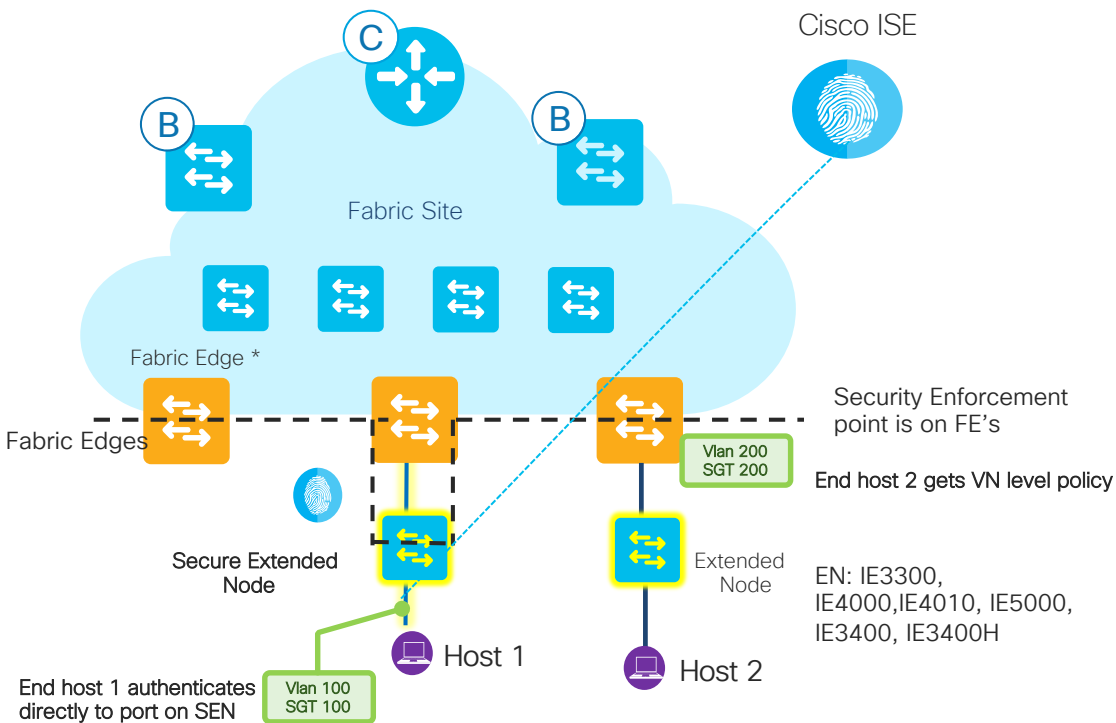 Cisco ISE
C
B
B
Fabric Site
Fabric Edge *
Fabric Edges
Security Enforcement
point is on FE's
Vlan 200
SGT 200
End host 2 gets VN level policy
Secure Extended
Node
Extended
Node
EN: IE3300,
IE4000,IE4010, IE5000,
IE3400, IE3400H
Host 1
Host 2
End host 1 authenticates
directly to port on SEN
Vlan 100
SGT 100